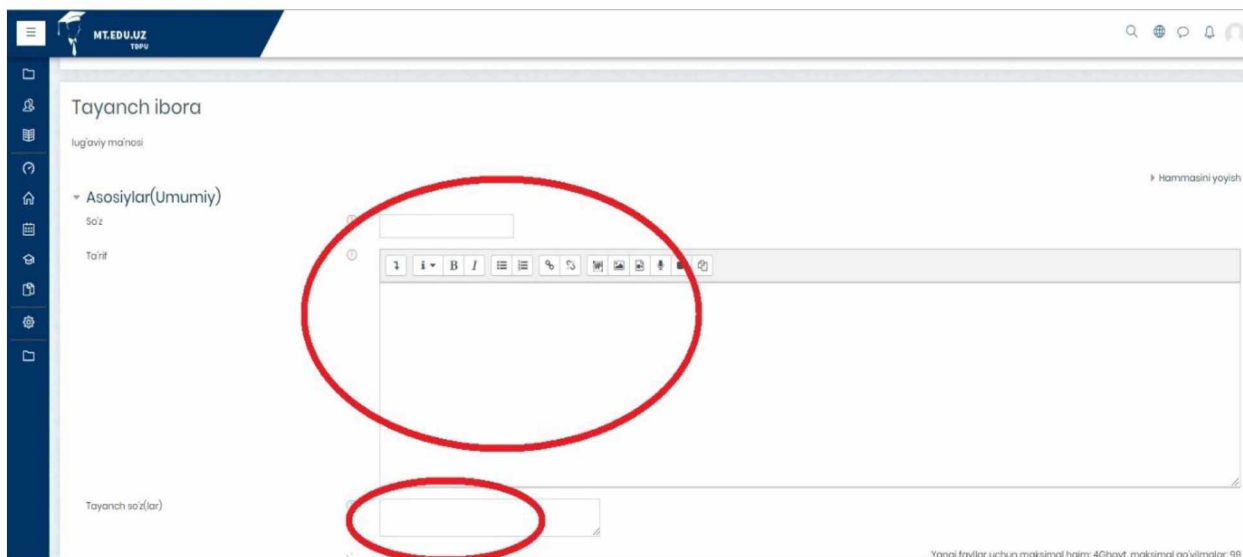 MT.EDU.UZ
TDPU
Tayanch ibora
lug'aviy ma'nosi
Hammasini yoyish
Asosiylar(Umumiy)
So'z
Ta'rif
B I
Tayanch so'z(lar)
Yangi fayllar uchun maksimal hajm: 4Gbayt, maksimal qo'yilmalar: 99